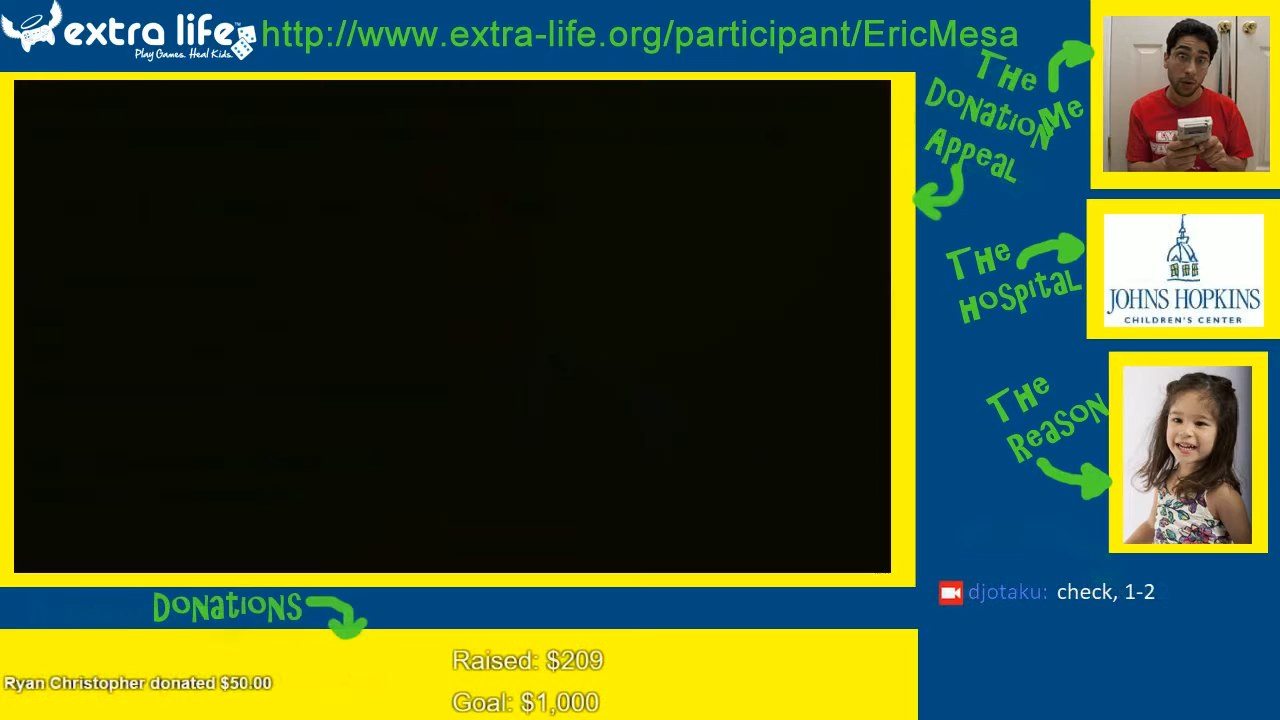 extra life
Play Games. Heal Kids.
http://www.extra-life.org/participant/EricMesa
Me
The
Donation
Appeal
The
Hospital
JOHNS HOPKINS
CHILDREN'S CENTER
The
Reason
djotaku: check, 1-2
Donations
Raised: $209
Ryan Christopher donated $50.00
Goal: $1,000